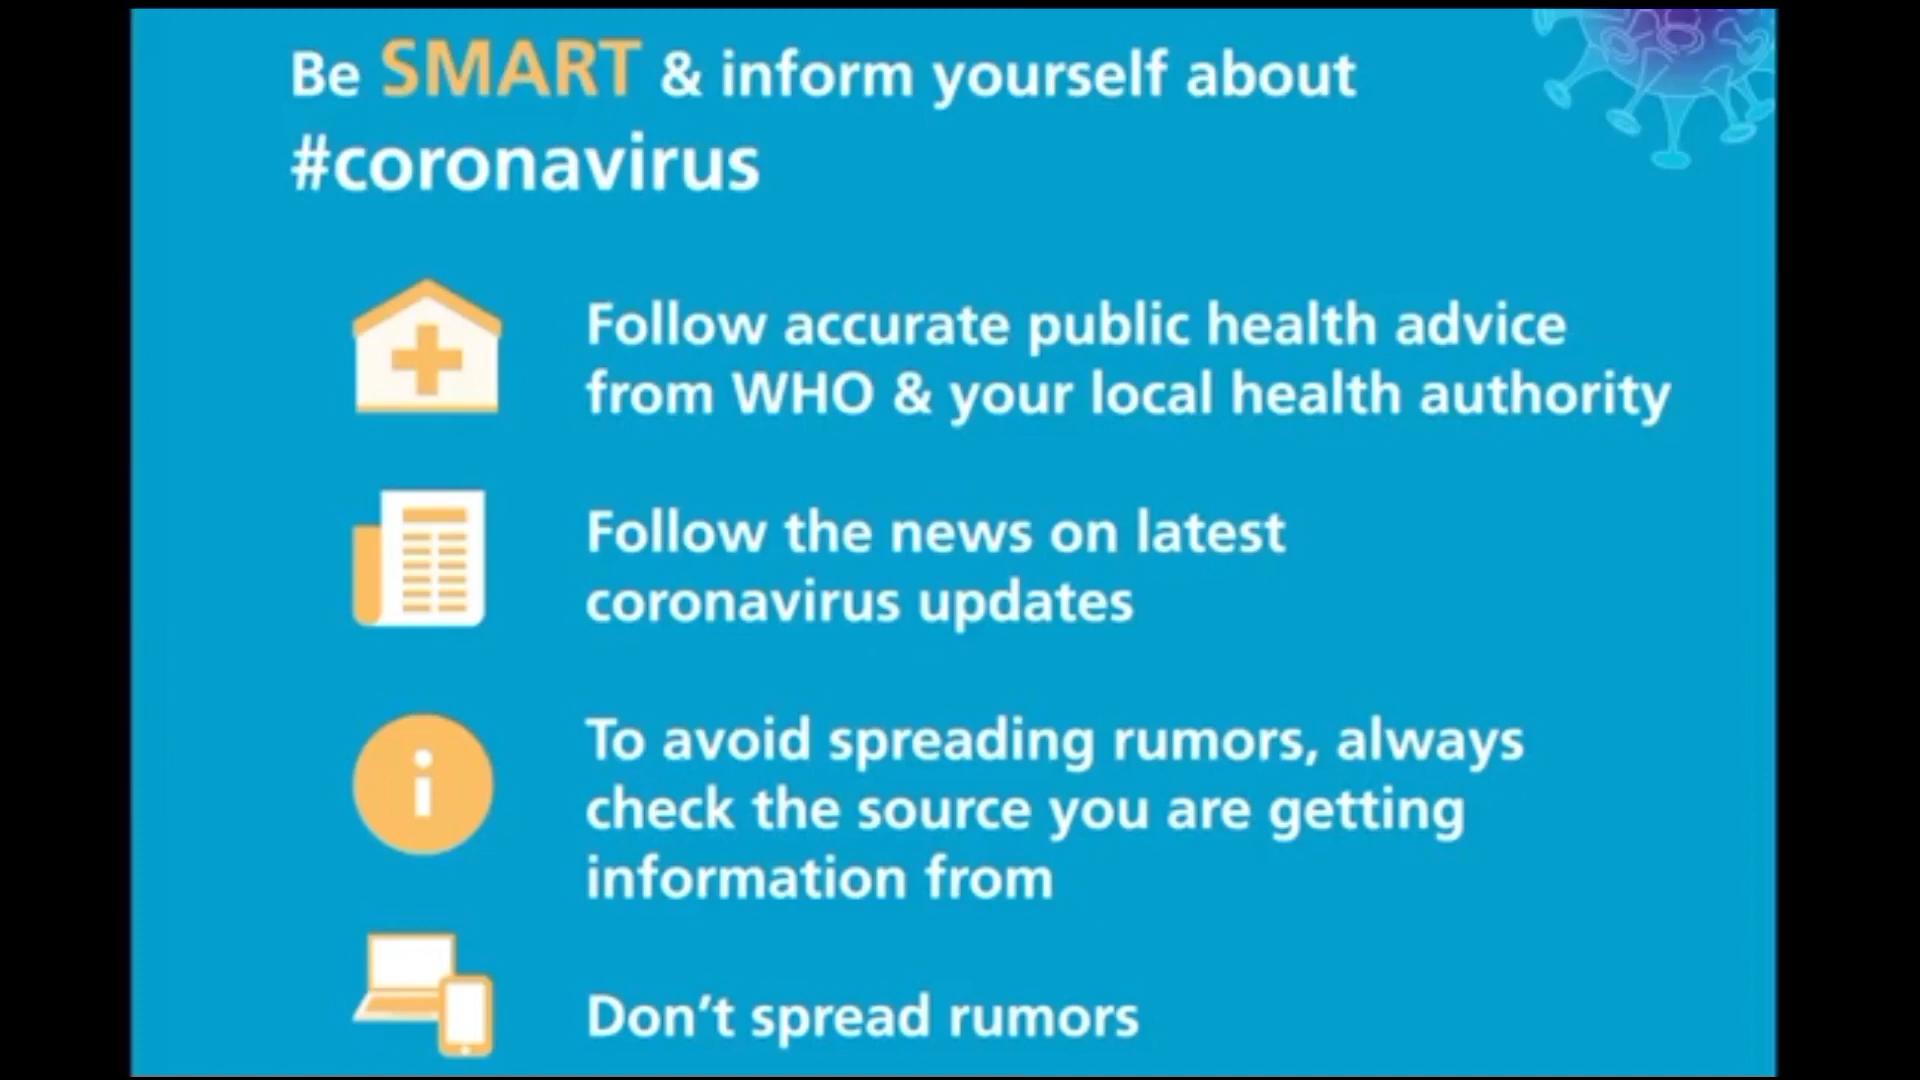 Be SMART & inform yourself about
#coronavirus
Follow accurate public health advice
from WHO & your local health authority
Follow the news on latest
coronavirus updates
To avoid spreading rumors, always
check the source you are getting
information from
Don't spread rumors